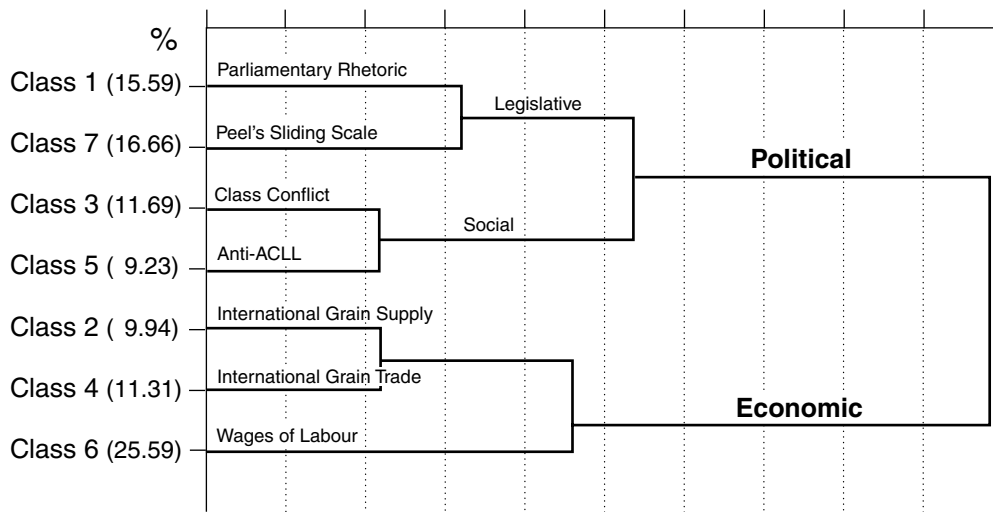 %
Class 1 (15.59)
Parliamentary Rhetoric
Legislative
Class 7 (16.66)
Peel's Sliding Scale
Political
Class 3 (11.69)
Class Conflict
Social
Class 5 ( 9.23)
Anti-ACLL
Class 2 ( 9.94)
International Grain Supply
Class 4 (11.31)
International Grain Trade
Economic
Class 6 (25.59)
Wages of Labour